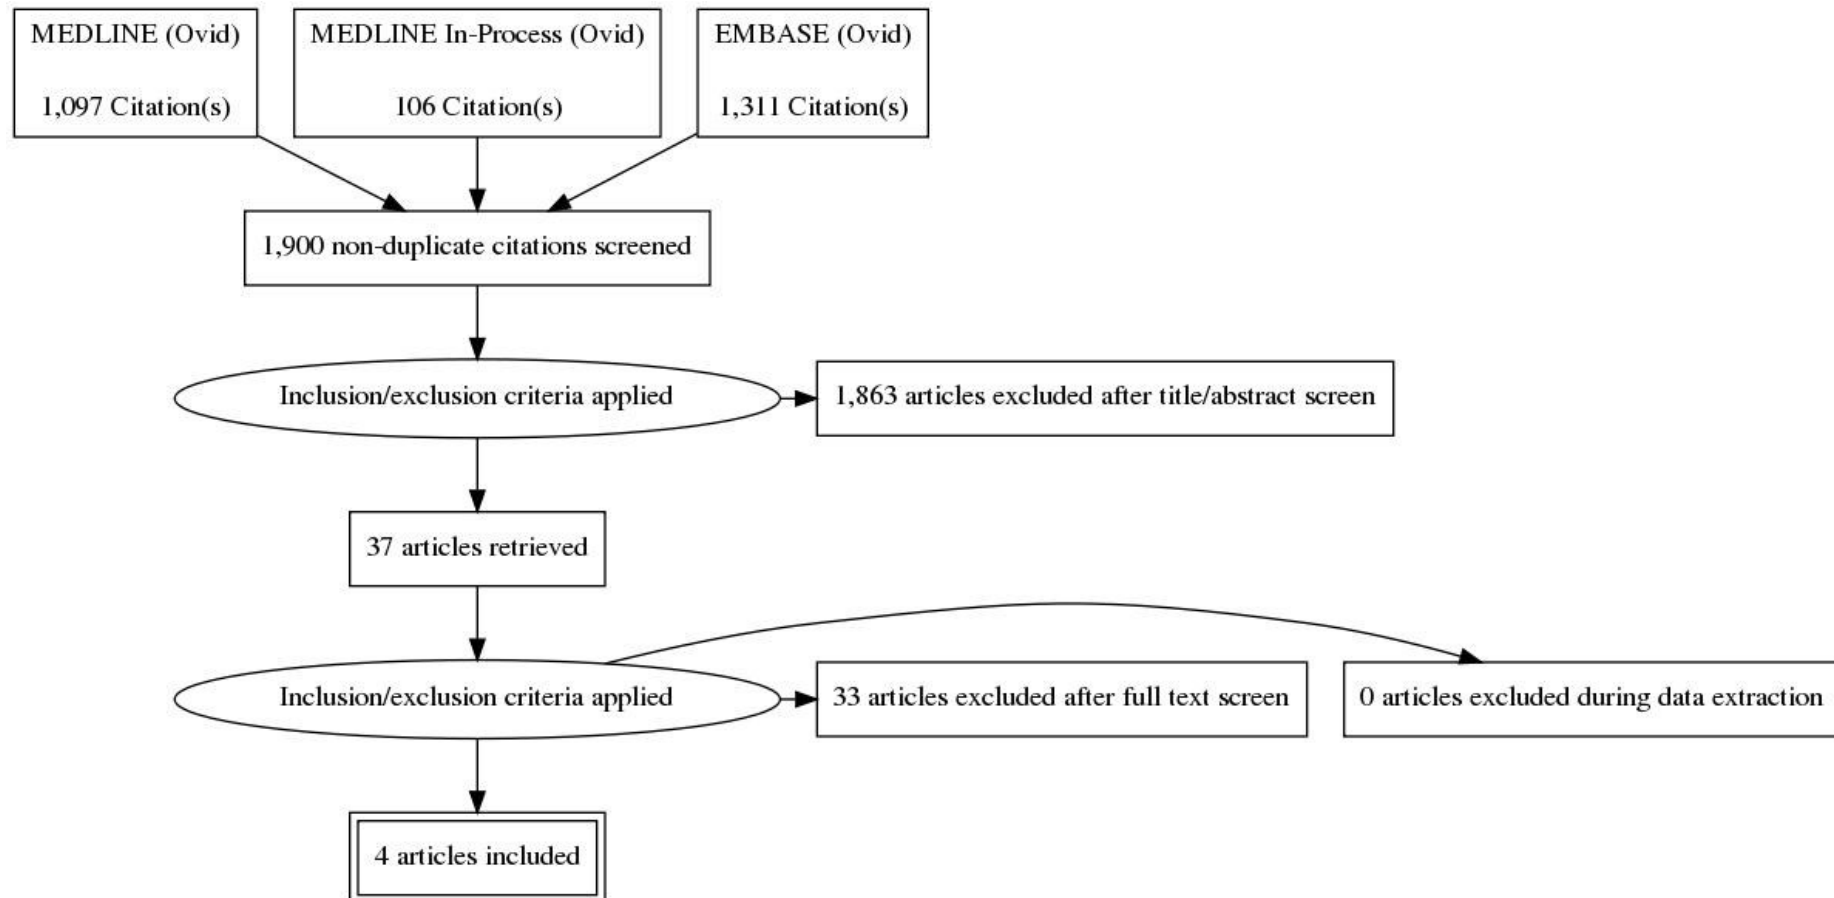 MEDLINE (Ovid)
1,097 Citation(s)
MEDLINE In-Process (Ovid)
106 Citation(s)
EMBASE (Ovid)
1,311 Citation(s)
1,900 non-duplicate citations screened
Inclusion/exclusion criteria applied
1,863 articles excluded after title/abstract screen
37 articles retrieved
Inclusion/exclusion criteria applied
33 articles excluded after full text screen
0 articles excluded during data extraction
4 articles included